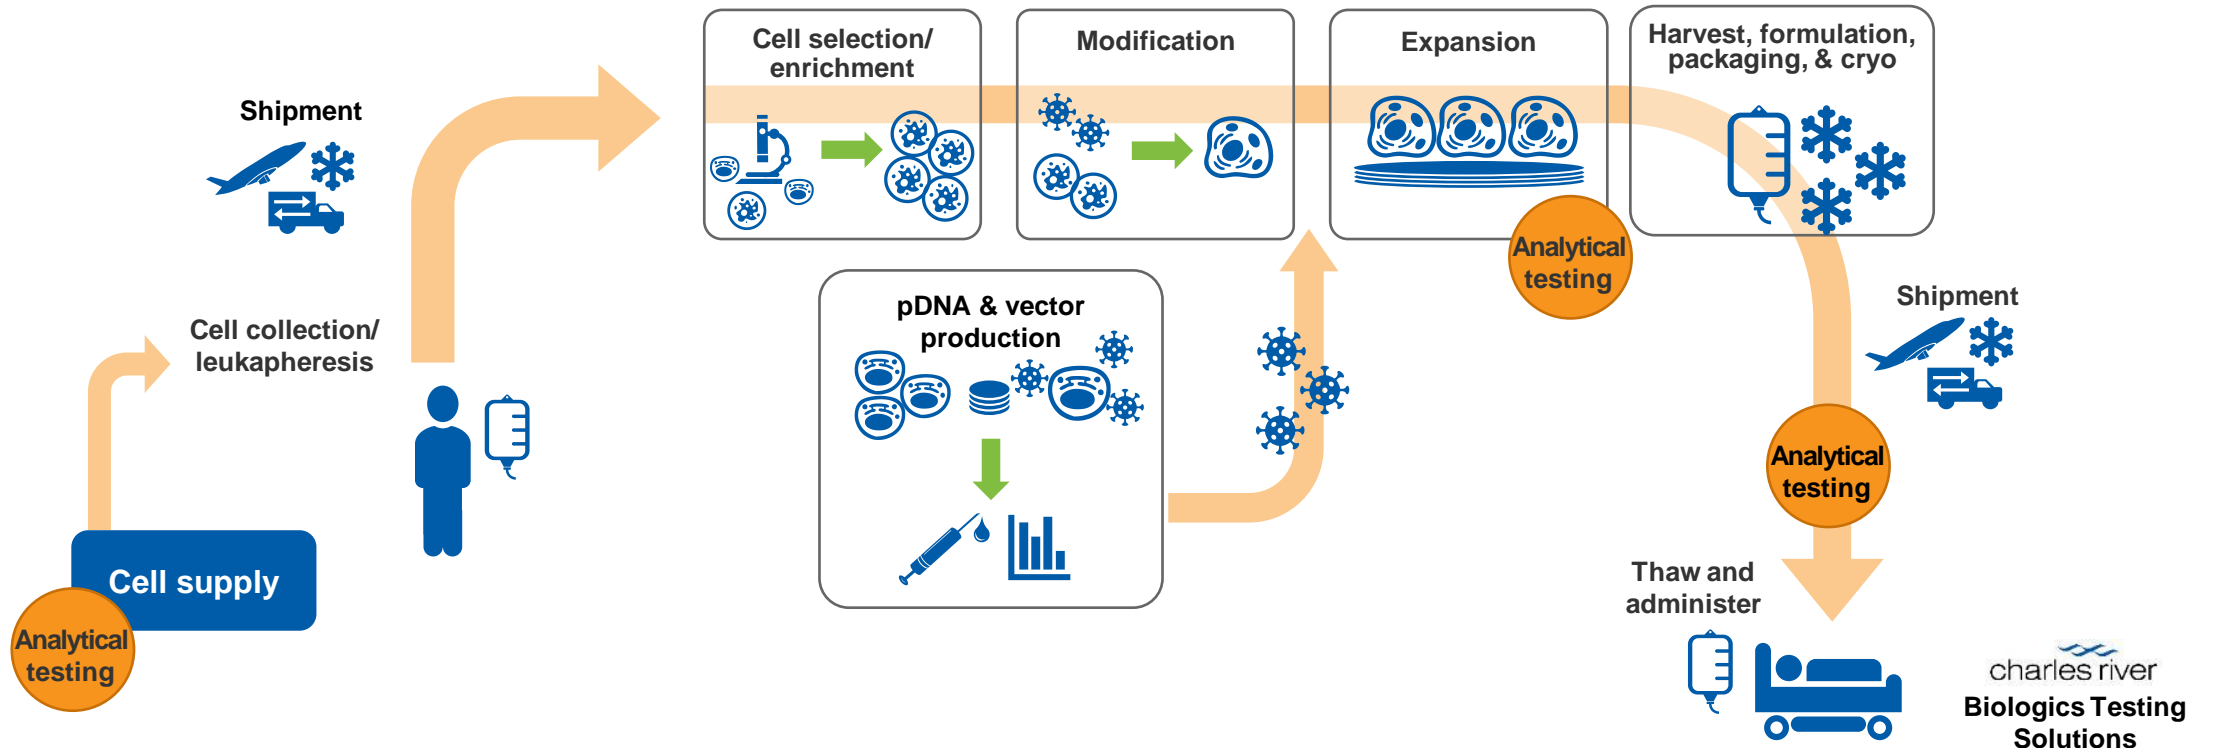 Shipment
Cell collection/
leukapheresis
Cell supply
Analytical
testing
Cell selection/
enrichment
Modification
Expansion
Analytical
testing
Harvest, formulation,
packaging, & cryo
pDNA & vector
production
Shipment
Analytical
testing
Thaw and
administer
charles river
Biologics Testing
Solutions